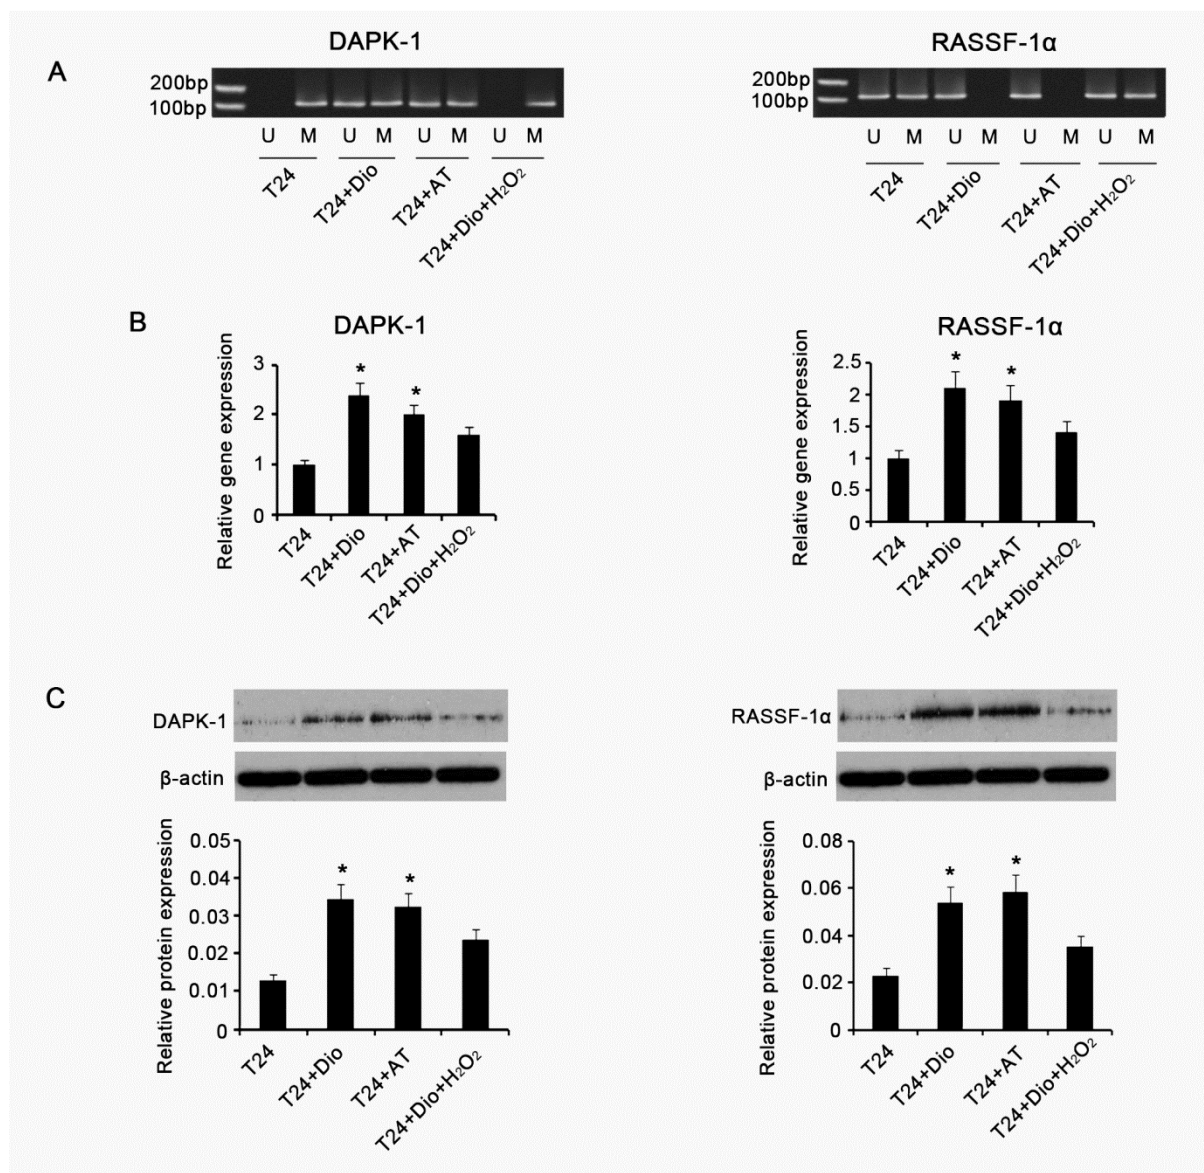 DAPK-1
RASSF-1α
A
200bp
100bp
U M U M U M U M
T24
T24+Dio
T24+AT
T24+Dio+H₂O₂
200bp
100bp
U M U M U M U M
T24
T24+Dio
T24+AT
T24+Dio+H₂O₂
B
DAPK-1
Relative gene expression
3
2
1
0
*
*
T24
T24+Dio
T24+AT
T24+Dio+H₂O₂
RASSF-1α
Relative gene expression
2.5
2
1.5
1
0.5
0
*
*
T24
T24+Dio
T24+AT
T24+Dio+H₂O₂
C
DAPK-1
β-actin
Relative protein expression
0.05
0.04
0.03
0.02
0.01
0
*
*
T24
T24+Dio
T24+AT
T24+Dio+H₂O₂
RASSF-1α
β-actin
Relative protein expression
0.08
0.06
0.04
0.02
0
*
*
T24
T24+Dio
T24+AT
T24+Dio+H₂O₂